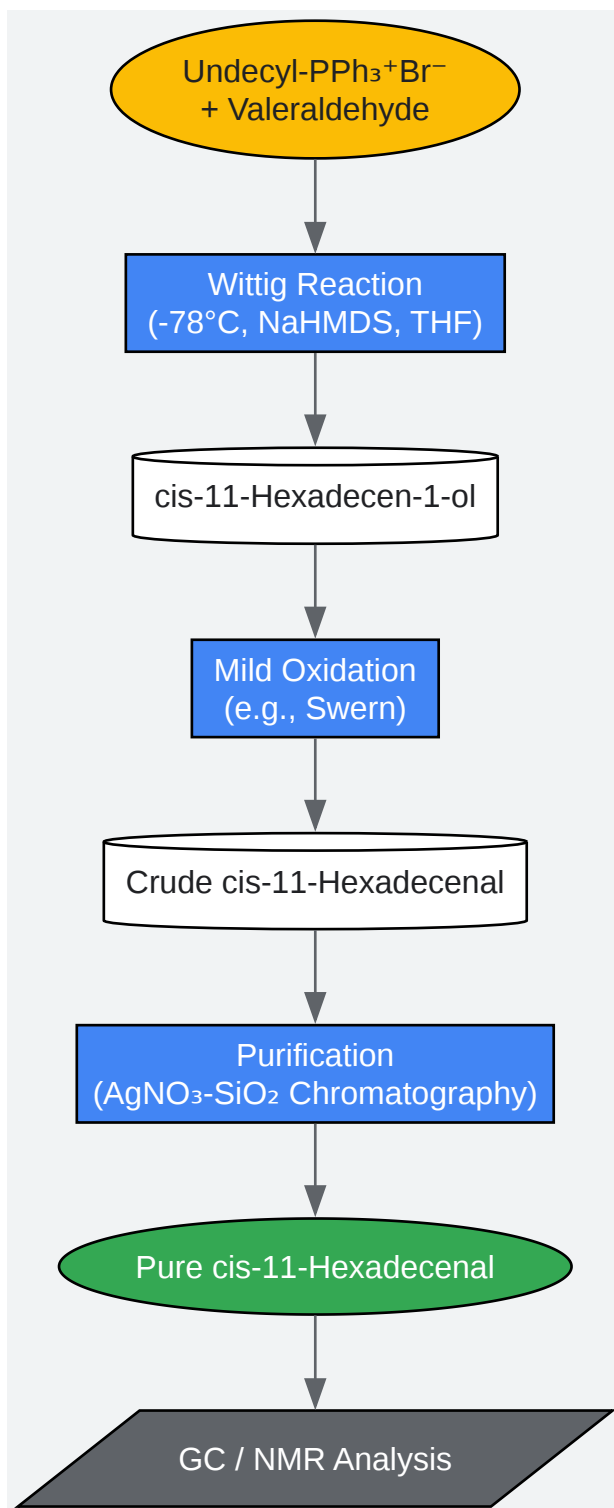 Undecyl-PPh₃⁺Br⁻
+ Valeraldehyde
Wittig Reaction
(-78°C, NaHMDS, THF)
cis-11-Hexadecen-1-ol
Mild Oxidation
(e.g., Swern)
Crude cis-11-Hexadecenal
Purification
(AgNO₃-SiO₂ Chromatography)
Pure cis-11-Hexadecenal
GC / NMR Analysis